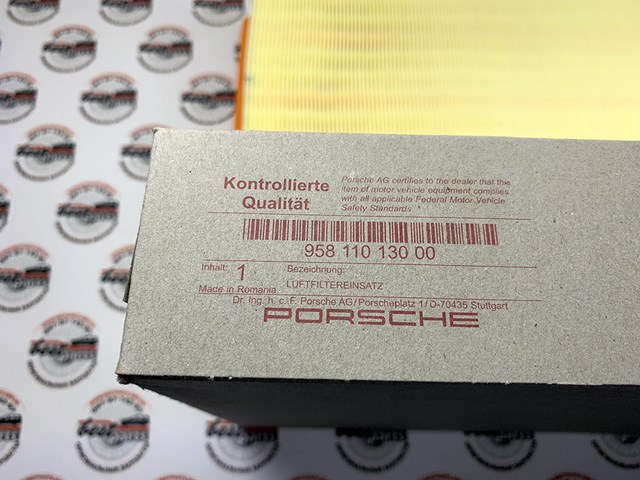 Kontrollierte
Qualität
Porsche AG certifies to the dealer that the
item of motor vehicle equipment complies
with all applicable Federal Motor Vehicle
Safety Standards.
958 110 130 00
Inhalt: 1 Bezeichnung:
LUFTFILTEREINSATZ
Made in Romania
Dr. Ing. h. c. F. Porsche AG/Porscheplatz 1/D-70435 Stuttgart
PORSCHE